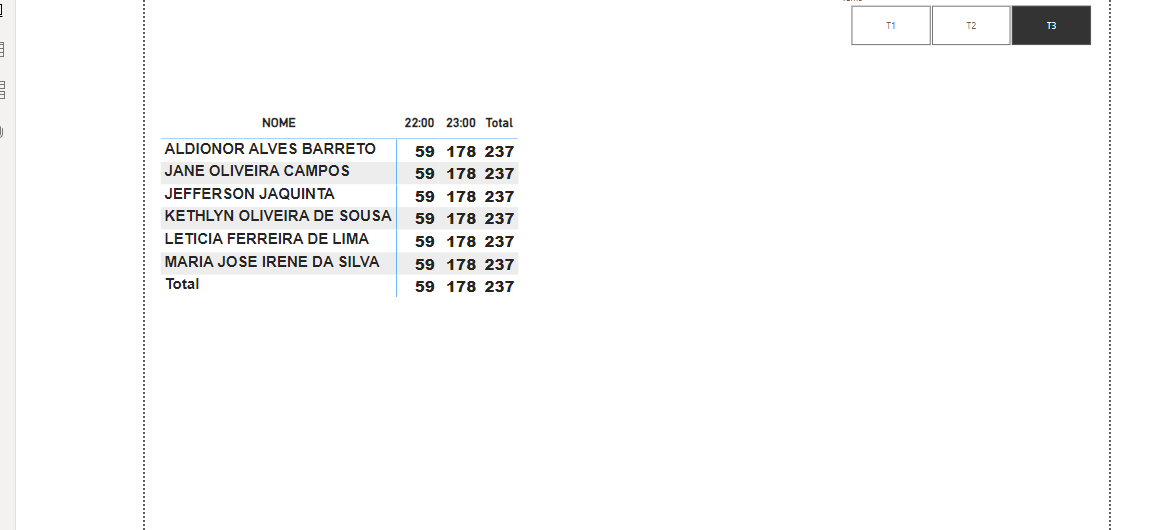 T1 T2 T3
NOME 22:00 23:00 Total
ALDIONOR ALVES BARRETO 59 178 237
JANE OLIVEIRA CAMPOS 59 178 237
JEFFERSON JAQUINTA 59 178 237
KETHLYN OLIVEIRA DE SOUSA 59 178 237
LETICIA FERREIRA DE LIMA 59 178 237
MARIA JOSE IRENE DA SILVA 59 178 237
Total 59 178 237